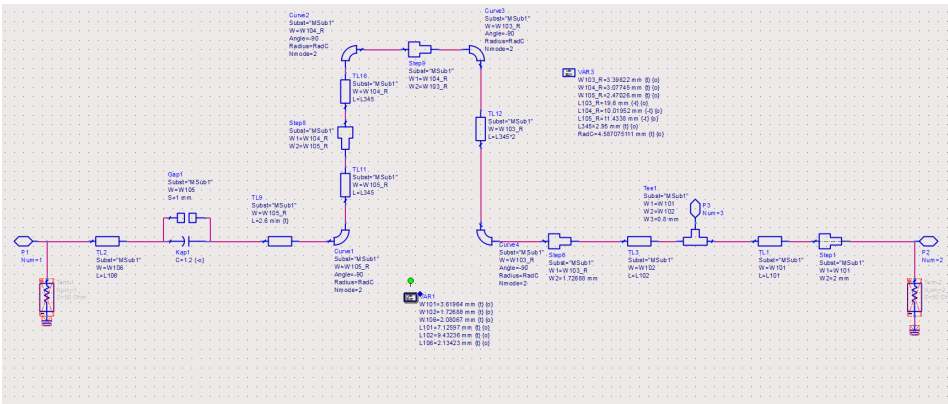 Curve2
Subst="MSub1"
W=W104_R
Angle=-90
Radius=RadC
Nmode=2
Step9
Subst="MSub1"
W1=W104_R
W2=W103_R
Curve3
Subst="MSub1"
W=W103_R
Angle=-90
Radius=RadC
Nmode=2
VAR3
W103_R=3.39822 mm {t} {o}
W104_R=3.07745 mm {t} {o}
W105_R=2.47026 mm {t} {o}
L103_R=19.6 mm {-t} {o}
L104_R=10.01952 mm {-t} {o}
L105_R=11.4338 mm {-t} {o}
L345=2.95 mm {t} {o}
RadC=4.587075111 mm {t} {o}
TL16
Subst="MSub1"
W=W104_R
L=L345
Step8
Subst="MSub1"
W1=W104_R
W2=W105_R
TL12
Subst="MSub1"
W=W103_R
L=L345*2
TL11
Subst="MSub1"
W=W105_R
L=L345
Gap1
Subst="MSub1"
W=W105
S=1 mm
TL9
Subst="MSub1"
W=W105_R
L=2.6 mm {t}
Tee1
Subst="MSub1"
W1=W101
W2=W102
W3=0.8 mm
P3
Num=3
P1
Num=1
TL2
Subst="MSub1"
W=W106
L=L106
Kap1
C=1.2 {-o}
Curve1
Subst="MSub1"
W=W105_R
Angle=-90
Radius=RadC
Nmode=2
Curve4
Subst="MSub1"
W=W103_R
Angle=-90
Radius=RadC
Nmode=2
Step6
Subst="MSub1"
W1=W103_R
W2=1.72688 mm
TL3
Subst="MSub1"
W=W102
L=L102
TL1
Subst="MSub1"
W=W101
L=L101
Step1
Subst="MSub1"
W1=W101
W2=2 mm
P2
Num=2
VAR1
W101=3.61964 mm {t} {o}
W102=1.72688 mm {t} {o}
W106=2.08067 mm {t} {o}
L101=7.12597 mm {t} {o}
L102=9.43236 mm {t} {o}
L106=2.13423 mm {t} {o}